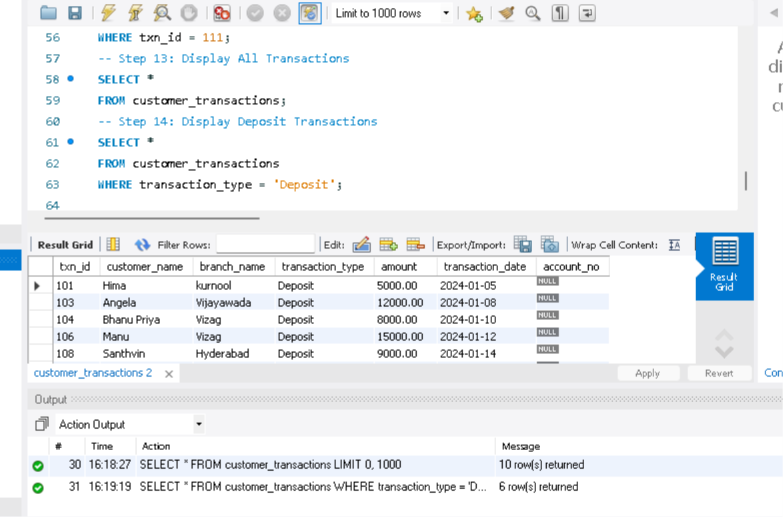 Limit to 1000 rows
56 WHERE txn_id = 111;
57 -- Step 13: Display All Transactions
58 SELECT *
59 FROM customer_transactions;
60 -- Step 14: Display Deposit Transactions
61 SELECT *
62 FROM customer_transactions
63 WHERE transaction_type = 'Deposit';
64
Result Grid Filter Rows: Edit: Export/Import: Wrap Cell Content:
txn_id customer_name branch_name transaction_type amount transaction_date account_no
101 Hima kurnool Deposit 5000.00 2024-01-05 NULL
103 Angela Vijayawada Deposit 12000.00 2024-01-08 NULL
104 Bhanu Priya Vizag Deposit 8000.00 2024-01-10 NULL
106 Manu Vizag Deposit 15000.00 2024-01-12 NULL
108 Santhvin Hyderabad Deposit 9000.00 2024-01-14 NULL
Result
Grid
customer_transactions 2 Apply Revert
Output
Action Output
# Time Action Message
30 16:18:27 SELECT * FROM customer_transactions LIMIT 0, 1000 10 row(s) returned
31 16:19:19 SELECT * FROM customer_transactions WHERE transaction_type = 'D... 6 row(s) returned